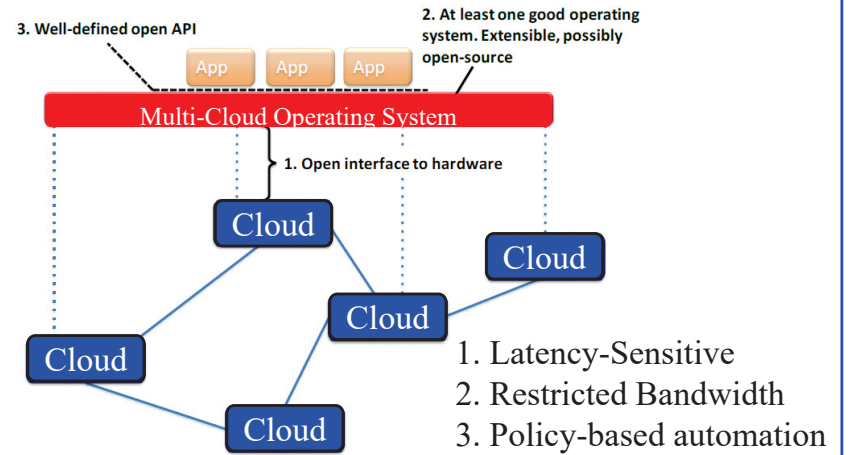 3. Well-defined open API
2. At least one good operating
system. Extensible, possibly
open-source
App App App
Multi-Cloud Operating System
1. Open interface to hardware
Cloud
Cloud
Cloud
Cloud
Cloud
1. Latency-Sensitive
2. Restricted Bandwidth
3. Policy-based automation